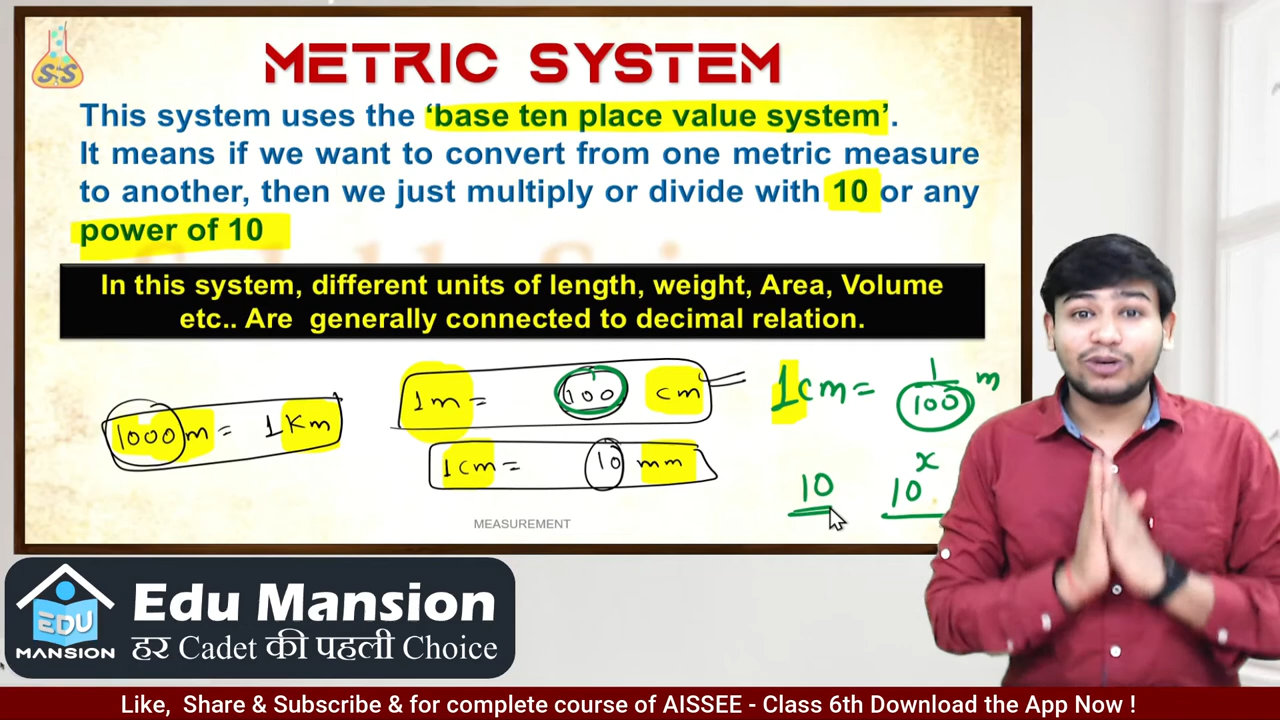 SS
METRIC SYSTEM
This system uses the ‘base ten place value system’.
It means if we want to convert from one metric measure
to another, then we just multiply or divide with 10 or any
power of 10
In this system, different units of length, weight, Area, Volume
etc.. Are generally connected to decimal relation.
1000m = 1 Km
1m = 100 cm
1cm = 10 mm
1cm = 1/100 m
10 10ˣ
MEASUREMENT
EDU
MANSION
Edu Mansion
हर Cadet की पहली Choice
Like, Share & Subscribe & for complete course of AISSEE - Class 6th Download the App Now !